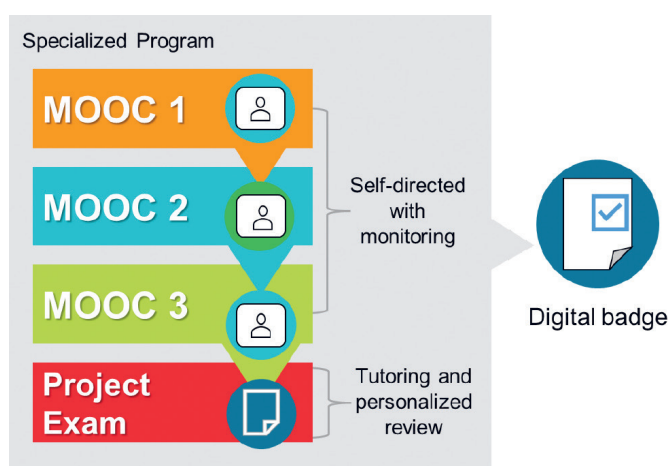 Specialized Program
MOOC 1
MOOC 2
MOOC 3
Project
Exam
Self-directed
with
monitoring
Tutoring and
personalized
review
Digital badge